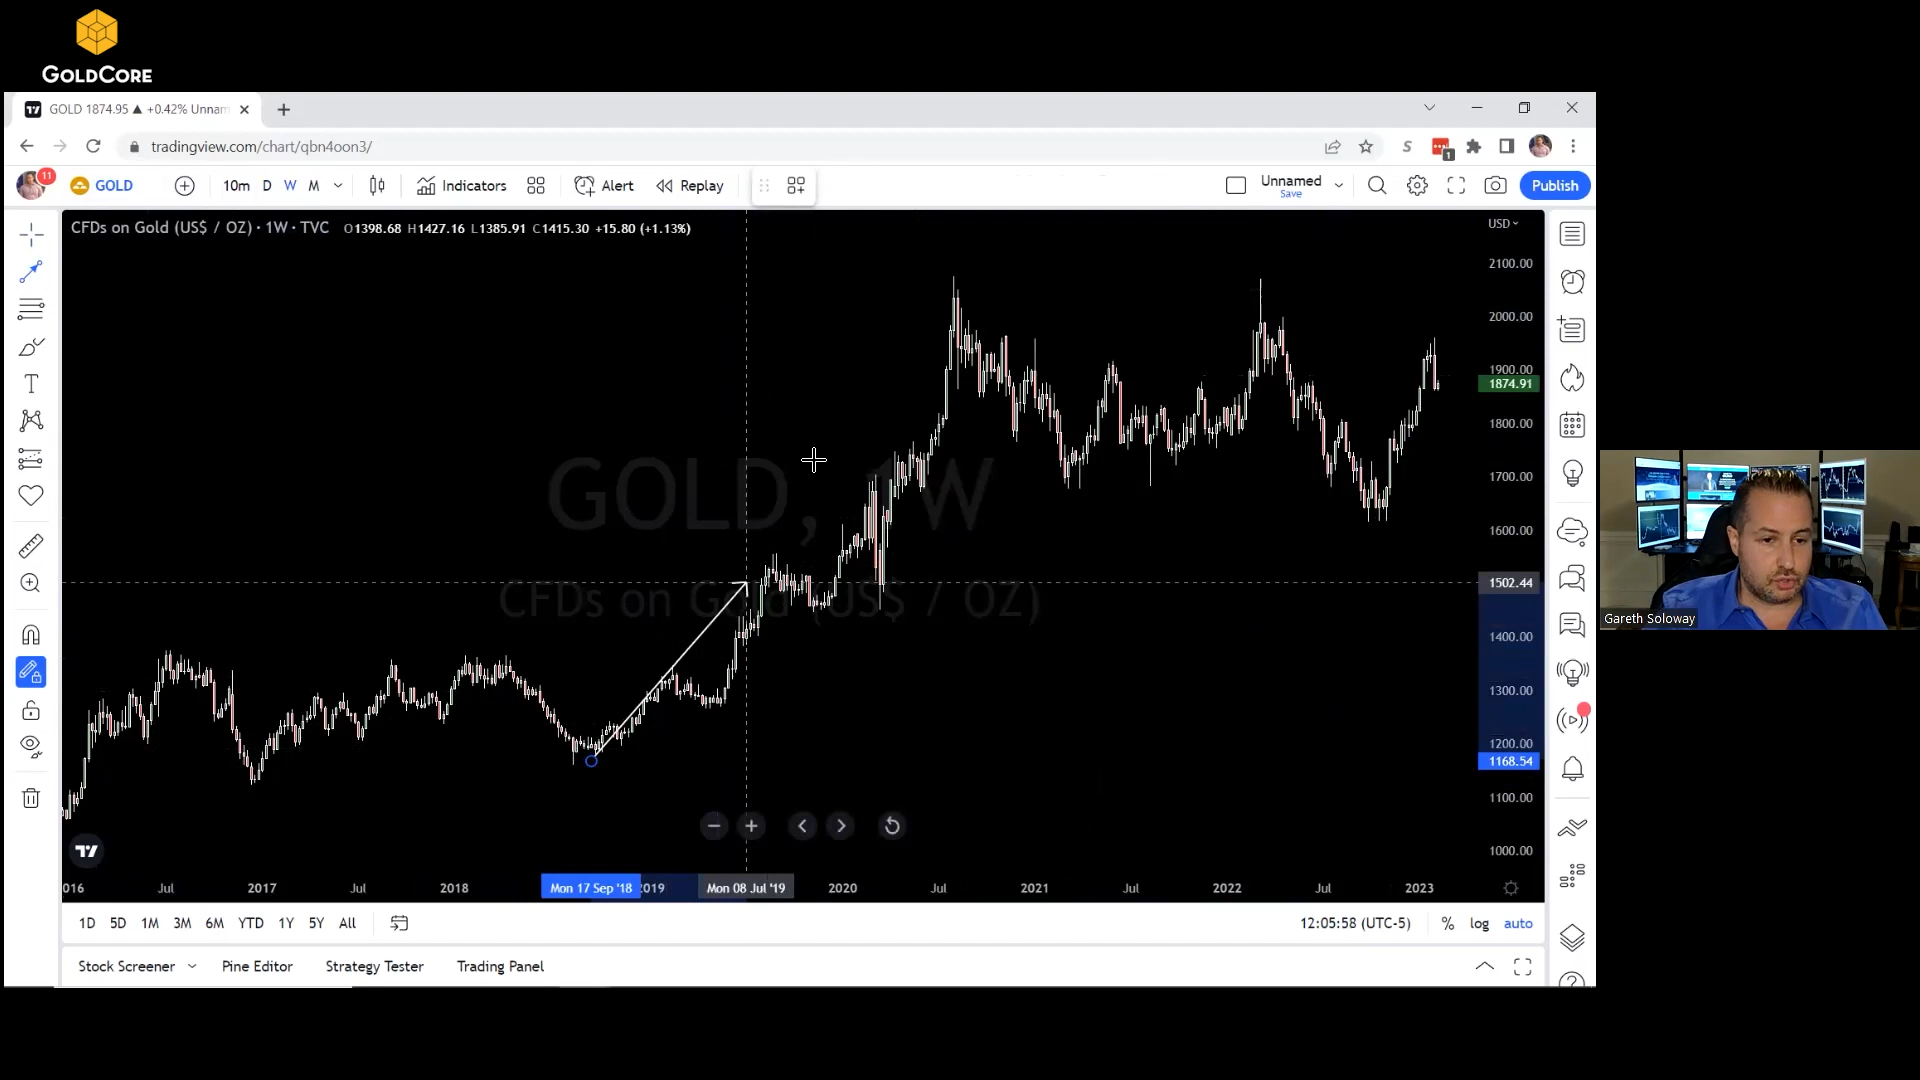 GOLDCORE
GOLD 1874.95 ▲ +0.42% Unnam
tradingview.com/chart/qbn4oon3/
11
GOLD
10m D W M
Indicators
Alert
Replay
Unnamed
Save
Publish
1
CFDs on Gold (US$ / OZ) · 1W · TVC O1398.68 H1427.16 L1385.91 C1415.30 +15.80 (+1.13%)
USD
2100.00
2000.00
1900.00
1874.91
1800.00
1700.00
1600.00
1502.44
1400.00
1300.00
1200.00
1168.54
1100.00
1000.00
GOLD, 1W
CFDs on Gold (US$ / OZ)
Gareth Soloway
016 Jul 2017 Jul 2018 Mon 17 Sep '18 2019 Mon 08 Jul '19 2020 Jul 2021 Jul 2022 Jul 2023
1D 5D 1M 3M 6M YTD 1Y 5Y All
12:05:58 (UTC-5) % log auto
Stock Screener Pine Editor Strategy Tester Trading Panel